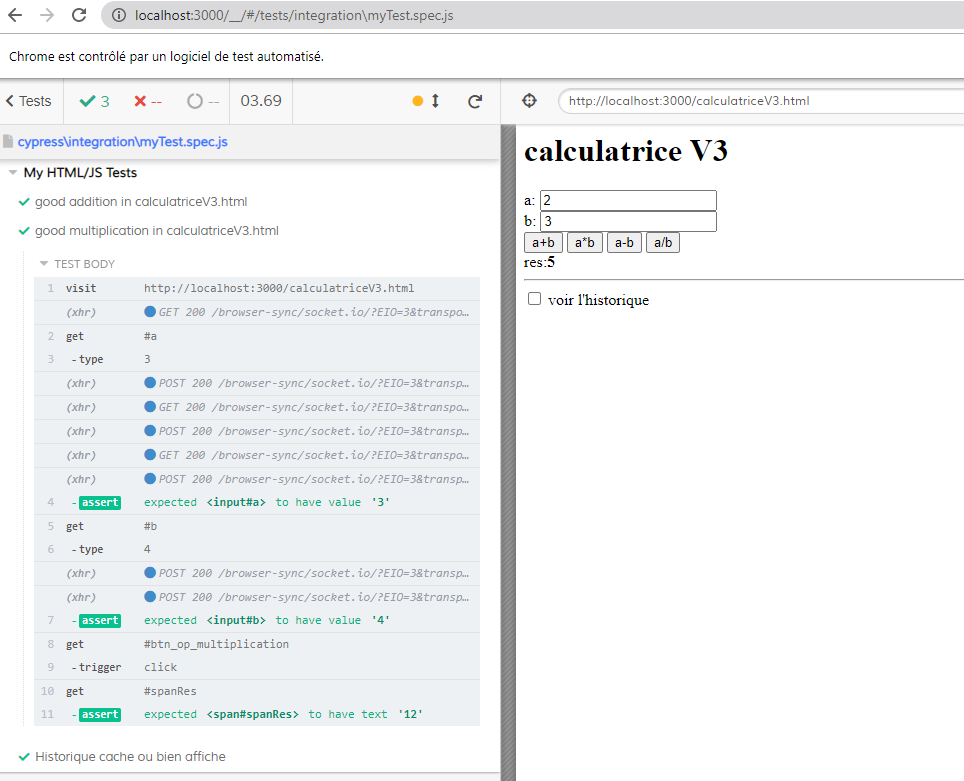 localhost:3000/__/#/tests/integration\myTest.spec.js
Chrome est contrôlé par un logiciel de test automatisé.
Tests 3 -- -- 03.69
http://localhost:3000/calculatriceV3.html
cypress\integration\myTest.spec.js
My HTML/JS Tests
good addition in calculatriceV3.html
good multiplication in calculatriceV3.html
TEST BODY
1 visit http://localhost:3000/calculatriceV3.html
(xhr) GET 200 /browser-sync/socket.io/?EIO=3&transpo…
2 get #a
3 -type 3
(xhr) POST 200 /browser-sync/socket.io/?EIO=3&transp…
(xhr) GET 200 /browser-sync/socket.io/?EIO=3&transpo…
(xhr) POST 200 /browser-sync/socket.io/?EIO=3&transp…
(xhr) GET 200 /browser-sync/socket.io/?EIO=3&transpo…
(xhr) POST 200 /browser-sync/socket.io/?EIO=3&transp…
4 -assert expected <input#a> to have value '3'
5 get #b
6 -type 4
(xhr) POST 200 /browser-sync/socket.io/?EIO=3&transp…
(xhr) POST 200 /browser-sync/socket.io/?EIO=3&transp…
7 -assert expected <input#b> to have value '4'
8 get #btn_op_multiplication
9 -trigger click
10 get #spanRes
11 -assert expected <span#spanRes> to have text '12'
Historique cache ou bien affiche
calculatrice V3
a: 2
b: 3
a+b a*b a-b a/b
res:5
voir l'historique